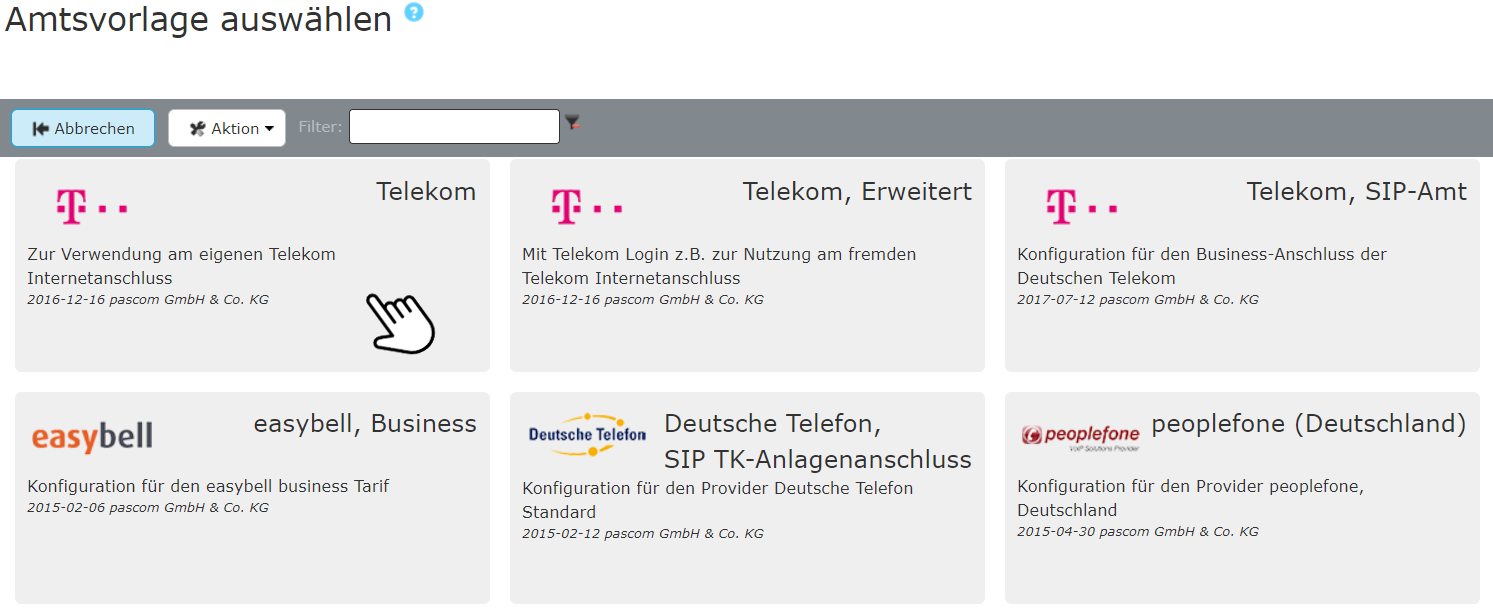 Amtsvorlage auswählen ?
Abbrechen
Aktion
Filter:
T
Telekom
Zur Verwendung am eigenen Telekom
Internetanschluss
2016-12-16 pascom GmbH & Co. KG
T
Telekom, Erweitert
Mit Telekom Login z.B. zur Nutzung am fremden
Telekom Internetanschluss
2016-12-16 pascom GmbH & Co. KG
T
Telekom, SIP-Amt
Konfiguration für den Business-Anschluss der
Deutschen Telekom
2017-07-12 pascom GmbH & Co. KG
easybell
easybell, Business
Konfiguration für den easybell business Tarif
2015-02-06 pascom GmbH & Co. KG
Deutsche Telefon
Deutsche Telefon,
SIP TK-Anlagenanschluss
Konfiguration für den Provider Deutsche Telefon
Standard
2015-02-12 pascom GmbH & Co. KG
peoplefone
VoIP Solutions Provider
peoplefone (Deutschland)
Konfiguration für den Provider peoplefone,
Deutschland
2015-04-30 pascom GmbH & Co. KG